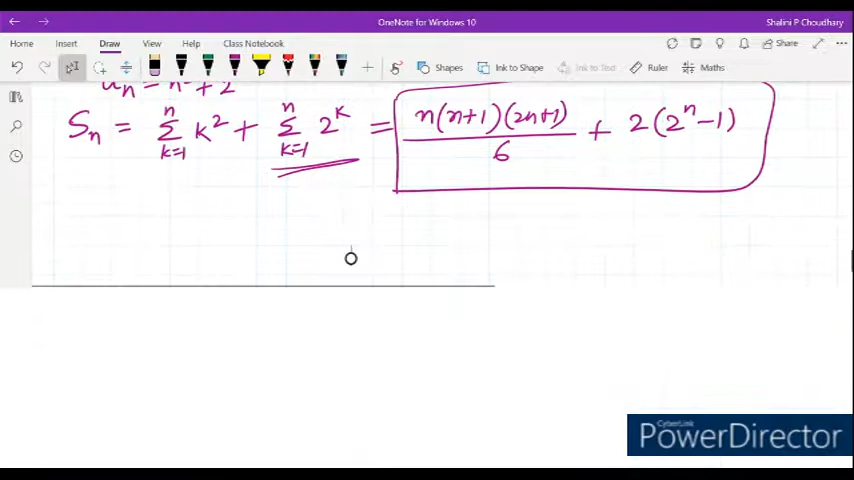 OneNote for Windows 10
Shalini P Choudhary
Home Insert Draw View Help Class Notebook Share
Shapes Ink to Shape Ink to Text Ruler Maths
Sn = n∑k=1 k² + n∑k=1 2^k = n(n+1)(2n+1)/6 + 2(2^n-1)
CyberLink
PowerDirector